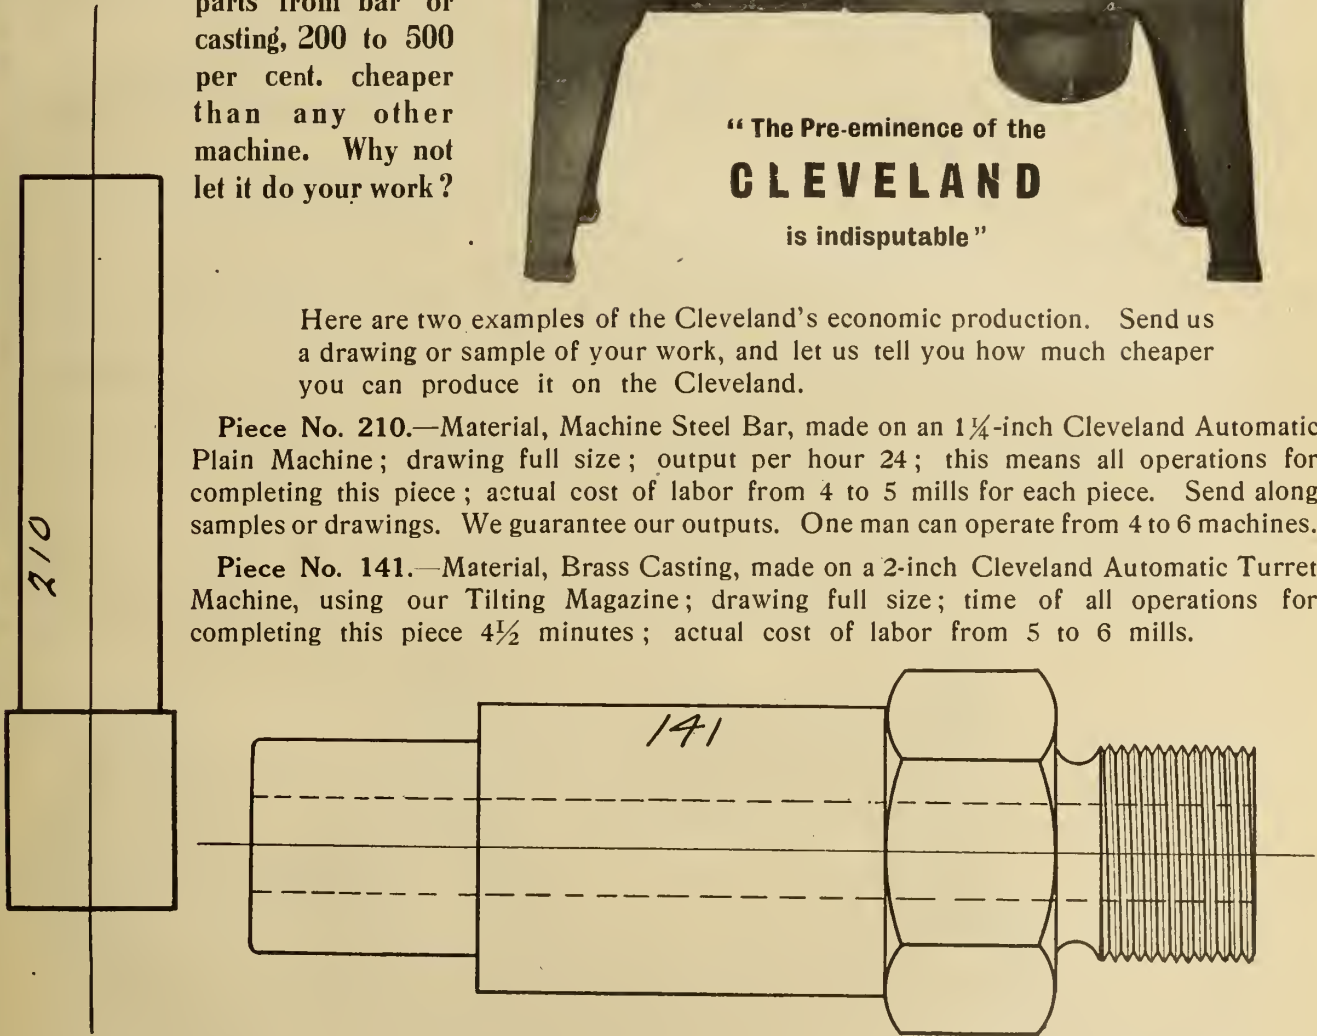 parts from bar or
casting, 200 to 500
per cent. cheaper
than any other
machine. Why not
let it do your work?
“ The Pre-eminence of the
CLEVELAND
is indisputable ”
Here are two examples of the Cleveland’s economic production. Send us
a drawing or sample of your work, and let us tell you how much cheaper
you can produce it on the Cleveland.
Piece No. 210.—Material, Machine Steel Bar, made on an 1¼-inch Cleveland Automatic
Plain Machine; drawing full size; output per hour 24; this means all operations for
completing this piece; actual cost of labor from 4 to 5 mills for each piece. Send along
samples or drawings. We guarantee our outputs. One man can operate from 4 to 6 machines.
Piece No. 141.—Material, Brass Casting, made on a 2-inch Cleveland Automatic Turret
Machine, using our Tilting Magazine; drawing full size; time of all operations for
completing this piece 4½ minutes; actual cost of labor from 5 to 6 mills.
210
141